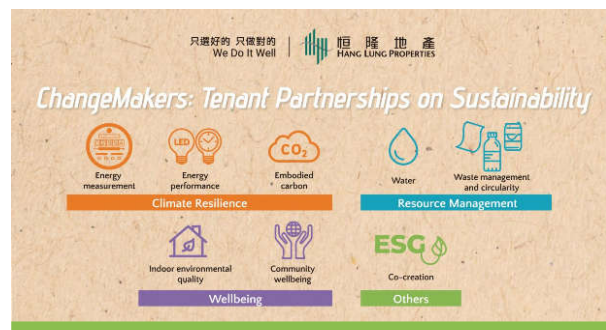 只選好的 只做對的
We Do It Well
恒隆地產
HANG LUNG PROPERTIES
ChangeMakers: Tenant Partnerships on Sustainability
LED
CO₂
Energy
measurement
Energy
performance
Embodied
carbon
Climate Resilience
Water
Waste management
and circularity
Resource Management
Indoor environmental
quality
Community
wellbeing
Wellbeing
ESG
Co-creation
Others